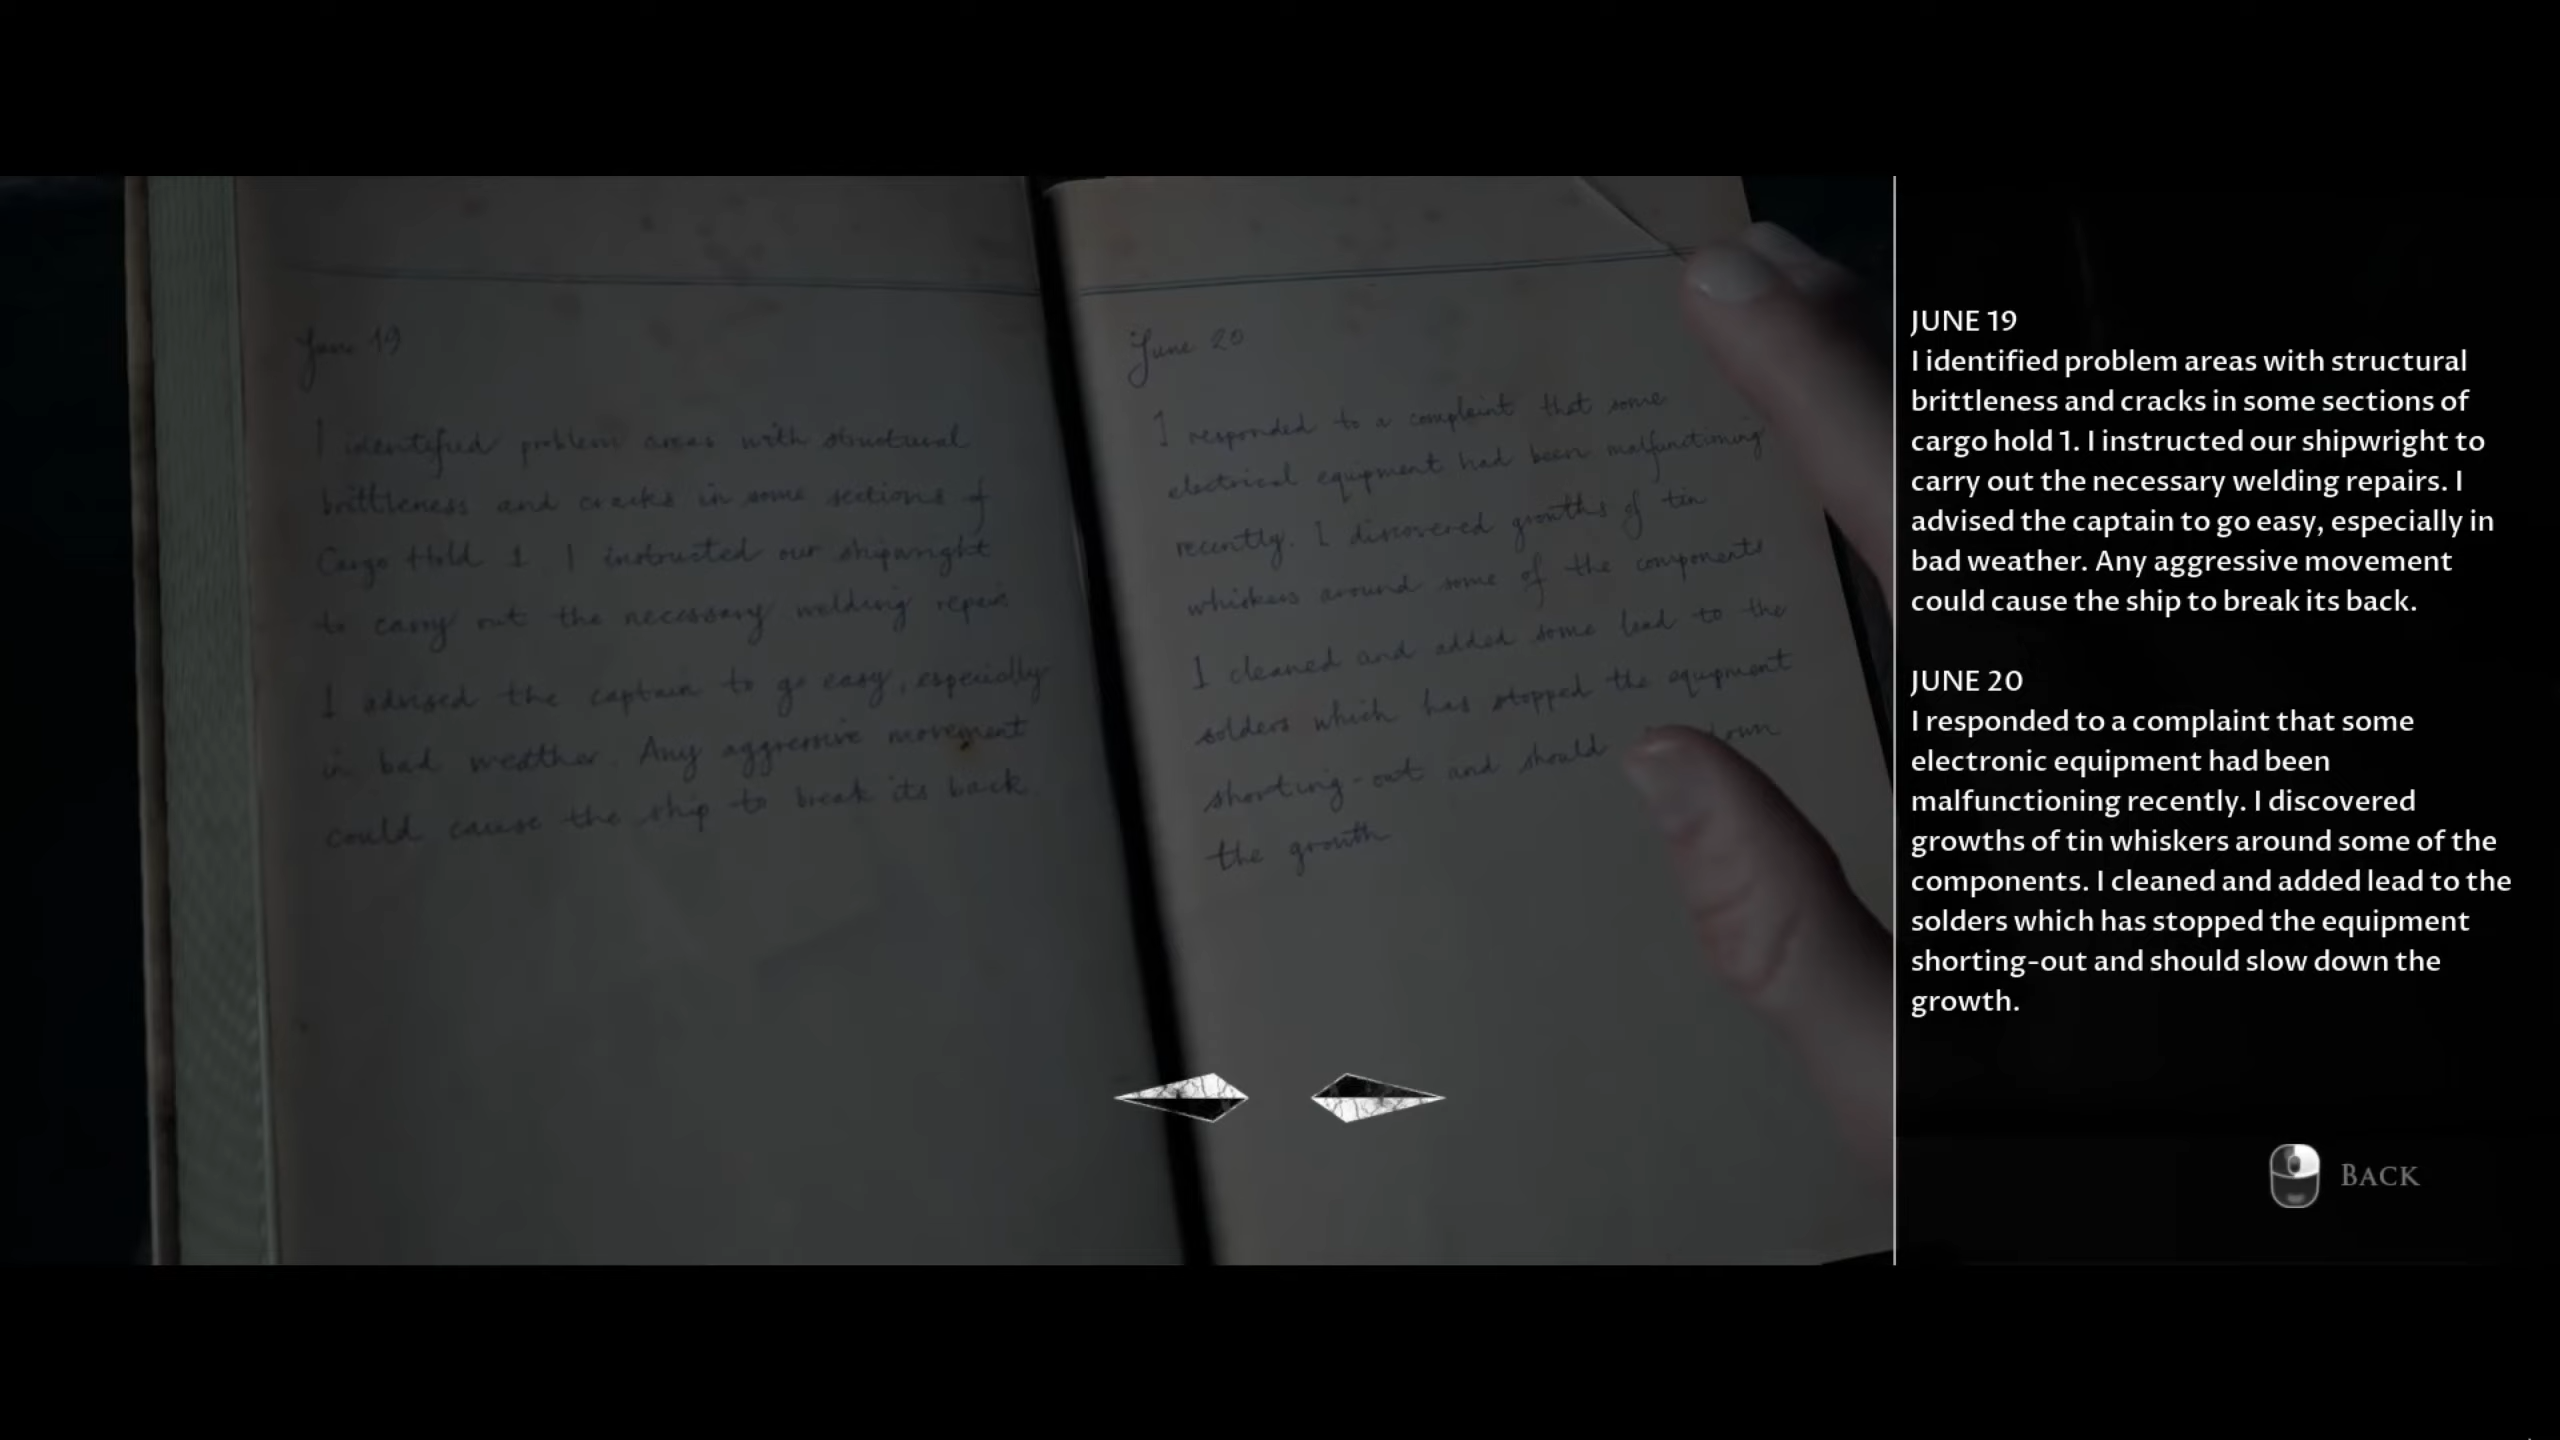 June 19
I identified problem areas with structural
brittleness and cracks in some sections of
Cargo Hold 1 I instructed our shipwright
to carry out the necessary welding repairs
I advised the captain to go easy, especially
in bad weather. Any aggressive movement
could cause the ship to break its back
June 20
I responded to a complaint that some
electrical equipment had been malfunctioning
recently. I discovered growths of tin
whiskers around some of the components
I cleaned and added some lead to the
solders which has stopped the equipment
shorting-out and should down
the growth
JUNE 19
I identified problem areas with structural
brittleness and cracks in some sections of
cargo hold 1. I instructed our shipwright to
carry out the necessary welding repairs. I
advised the captain to go easy, especially in
bad weather. Any aggressive movement
could cause the ship to break its back.
JUNE 20
I responded to a complaint that some
electronic equipment had been
malfunctioning recently. I discovered
growths of tin whiskers around some of the
components. I cleaned and added lead to the
solders which has stopped the equipment
shorting-out and should slow down the
growth.
BACK